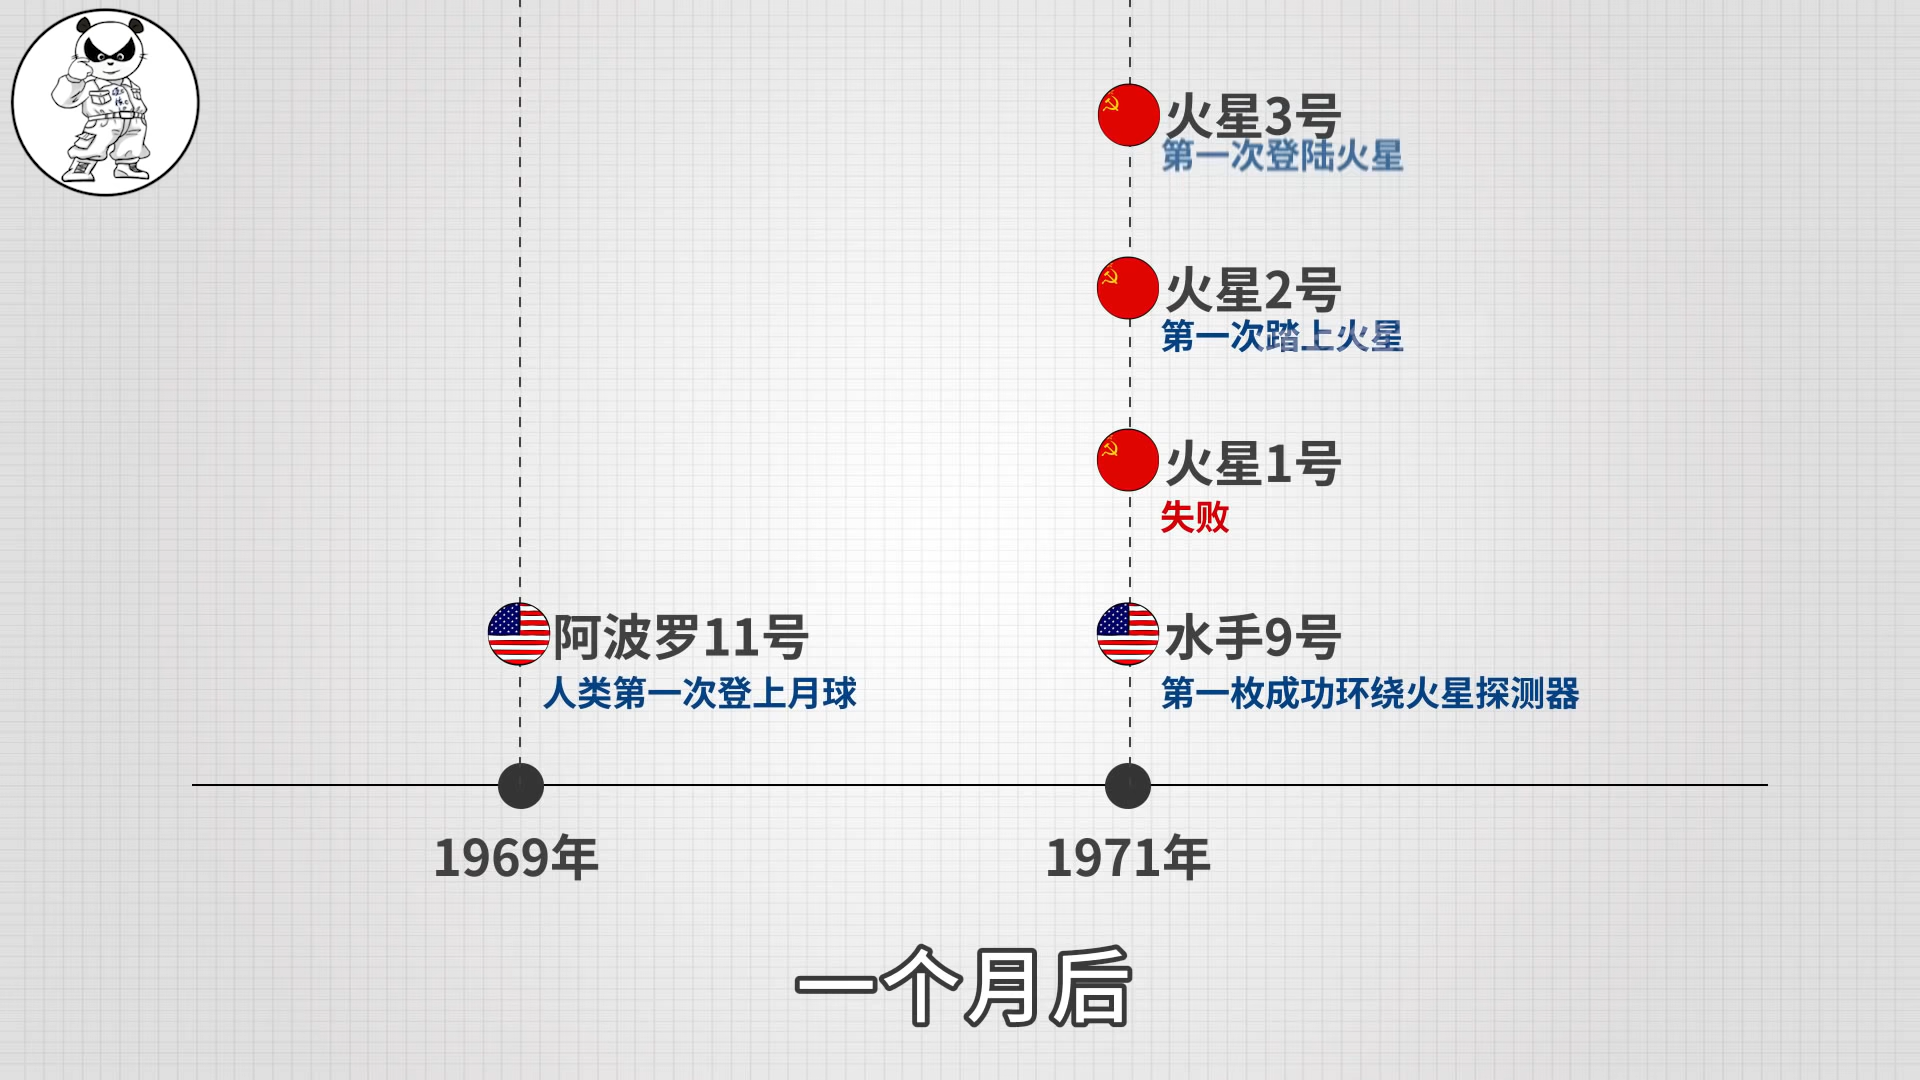 火星3号
第一次登陆火星
火星2号
第一次踏上火星
火星1号
失败
阿波罗11号
人类第一次登上月球
水手9号
第一枚成功环绕火星探测器
1969年
1971年
一个月后